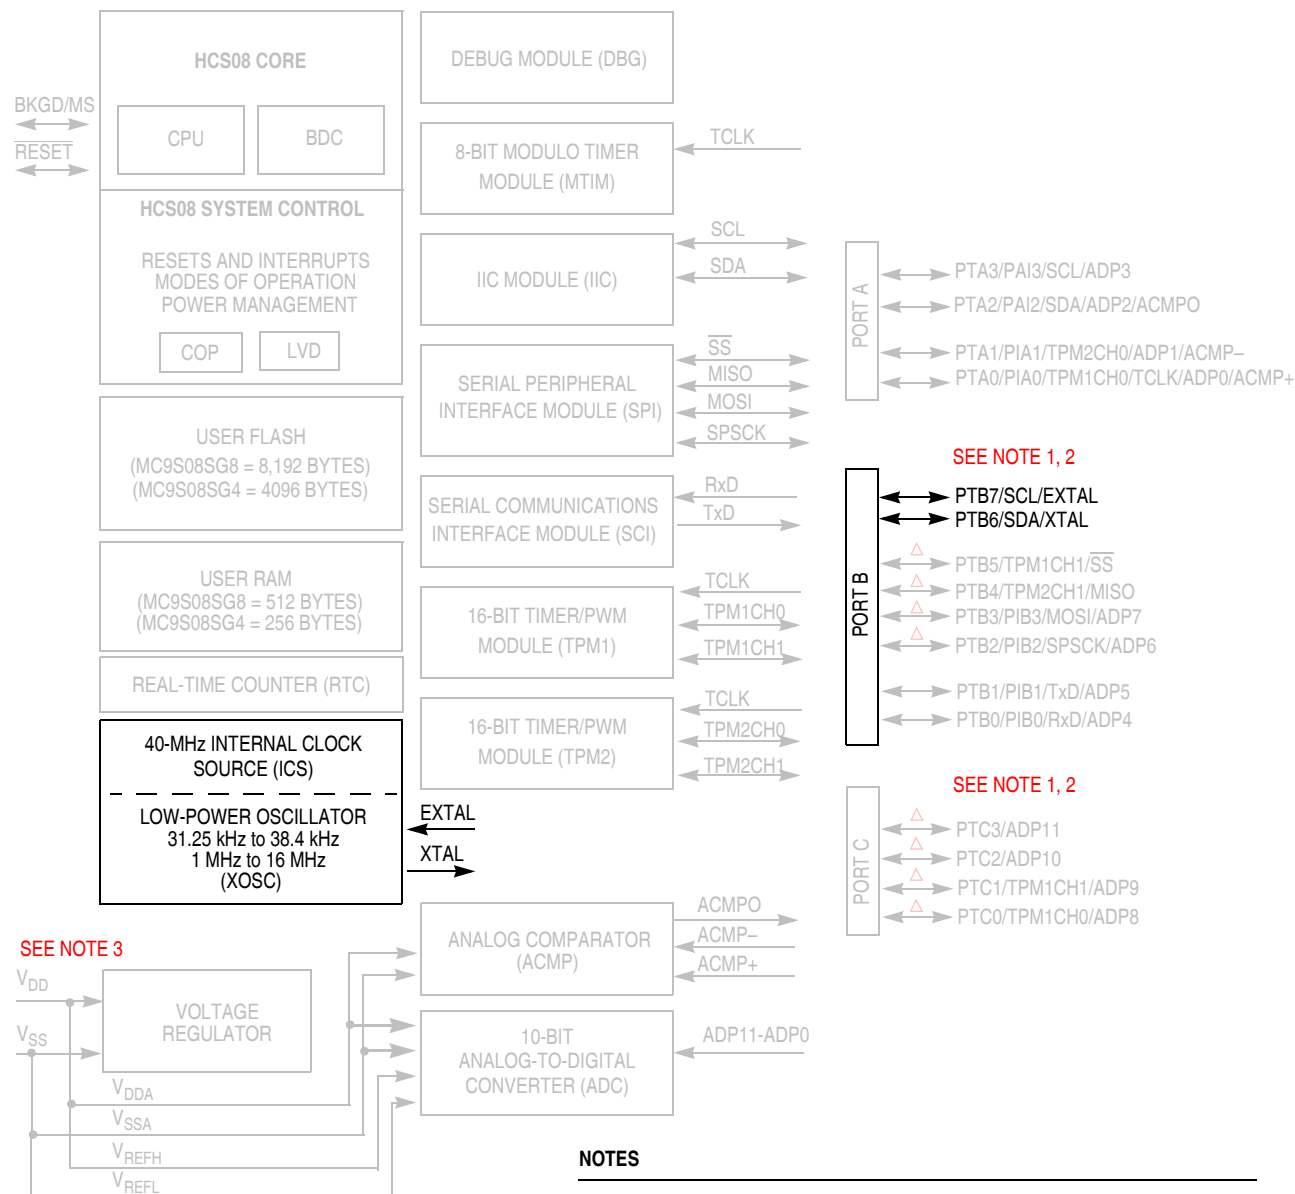 HCS08 CORE
CPU
BDC
BKGD/MS
RESET
HCS08 SYSTEM CONTROL
RESETS AND INTERRUPTS
MODES OF OPERATION
POWER MANAGEMENT
COP
LVD
USER FLASH
(MC9S08SG8 = 8,192 BYTES)
(MC9S08SG4 = 4096 BYTES)
USER RAM
(MC9S08SG8 = 512 BYTES)
(MC9S08SG4 = 256 BYTES)
REAL-TIME COUNTER (RTC)
40-MHz INTERNAL CLOCK
SOURCE (ICS)
LOW-POWER OSCILLATOR
31.25 kHz to 38.4 kHz
1 MHz to 16 MHz
(XOSC)
EXTAL
XTAL
SEE NOTE 3
VDD
VSS
VOLTAGE
REGULATOR
VDDA
VSSA
VREFH
VREFL
DEBUG MODULE (DBG)
8-BIT MODULO TIMER
MODULE (MTIM)
TCLK
IIC MODULE (IIC)
SCL
SDA
SERIAL PERIPHERAL
INTERFACE MODULE (SPI)
SS
MISO
MOSI
SPSCK
SERIAL COMMUNICATIONS
INTERFACE MODULE (SCI)
RxD
TxD
16-BIT TIMER/PWM
MODULE (TPM1)
TCLK
TPM1CH0
TPM1CH1
16-BIT TIMER/PWM
MODULE (TPM2)
TCLK
TPM2CH0
TPM2CH1
ANALOG COMPARATOR
(ACMP)
ACMPO
ACMP–
ACMP+
10-BIT
ANALOG-TO-DIGITAL
CONVERTER (ADC)
ADP11-ADP0
PORT A
PTA3/PAI3/SCL/ADP3
PTA2/PAI2/SDA/ADP2/ACMPO
PTA1/PIA1/TPM2CH0/ADP1/ACMP–
PTA0/PIA0/TPM1CH0/TCLK/ADP0/ACMP+
SEE NOTE 1, 2
PORT B
PTB7/SCL/EXTAL
PTB6/SDA/XTAL
PTB5/TPM1CH1/SS
PTB4/TPM2CH1/MISO
PTB3/PIB3/MOSI/ADP7
PTB2/PIB2/SPSCK/ADP6
PTB1/PIB1/TxD/ADP5
PTB0/PIB0/RxD/ADP4
SEE NOTE 1, 2
PORT C
PTC3/ADP11
PTC2/ADP10
PTC1/TPM1CH1/ADP9
PTC0/TPM1CH0/ADP8
NOTES